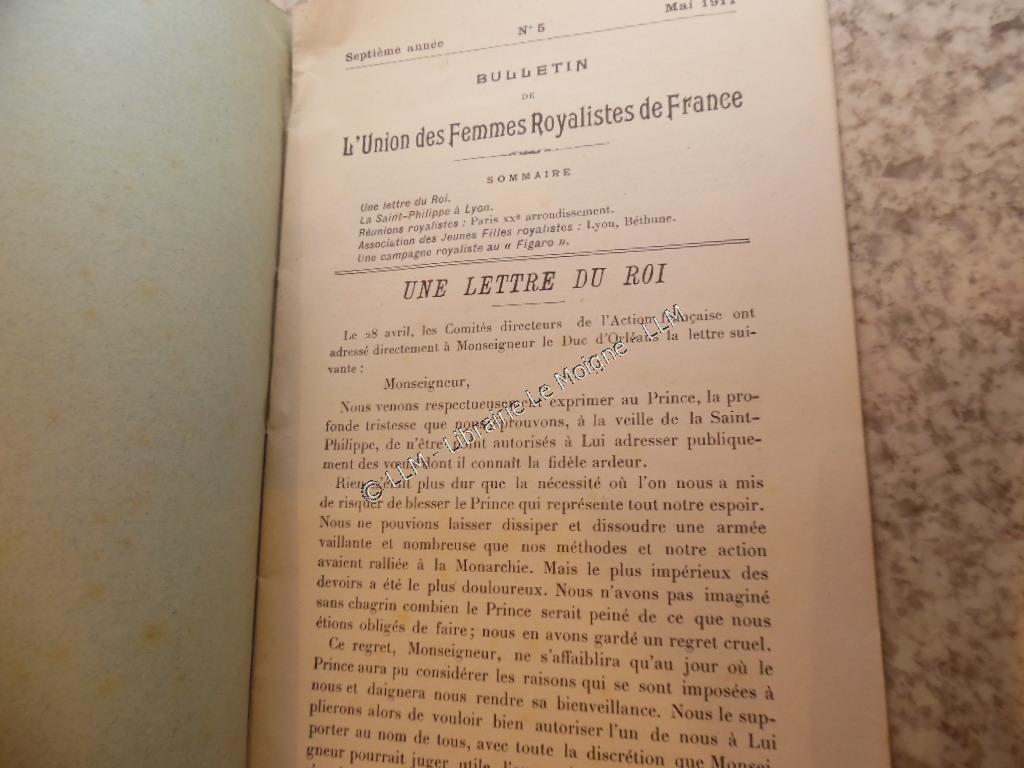 Septième année
N° 5
Mai 1911
BULLETIN
DE
L'Union des Femmes Royalistes de France
SOMMAIRE
Une lettre du Roi.
La Saint-Philippe à Lyon.
Réunions royalistes : Paris XXe arrondissement.
Association des Jeunes Filles royalistes : Lyon, Béthune.
Une campagne royaliste au « Figaro ».
UNE LETTRE DU ROI
Le 28 avril, les Comités directeurs de l'Action française ont
adressé directement à Monseigneur le Duc d'Orléans la lettre sui-
vante :
Monseigneur,
Nous venons respectueusement exprimer au Prince, la pro-
fonde tristesse que nous éprouvons, à la veille de la Saint-
Philippe, de n'être point autorisés à Lui adresser publique-
ment des vœux dont il connaît la fidèle ardeur.
Rien n'était plus dur que la nécessité où l'on nous a mis
de risquer de blesser le Prince qui représente tout notre espoir.
Nous ne pouvions laisser dissiper et dissoudre une armée
vaillante et nombreuse que nos méthodes et notre action
avaient ralliée à la Monarchie. Mais le plus impérieux des
devoirs a été le plus douloureux. Nous n'avons pas imaginé
sans chagrin combien le Prince serait peiné de ce que nous
étions obligés de faire ; nous en avons gardé un regret cruel.
Ce regret, Monseigneur, ne s'affaiblira qu'au jour où le
Prince aura pu considérer les raisons qui se sont imposées à
nous et daignera nous rendre sa bienveillance. Nous le sup-
plierons alors de vouloir bien autoriser l'un de nous à Lui
porter au nom de tous, avec toute la discrétion que Monsei-
gneur pourrait juger utile,
© LLM - Librairie Le Moigne - LLM